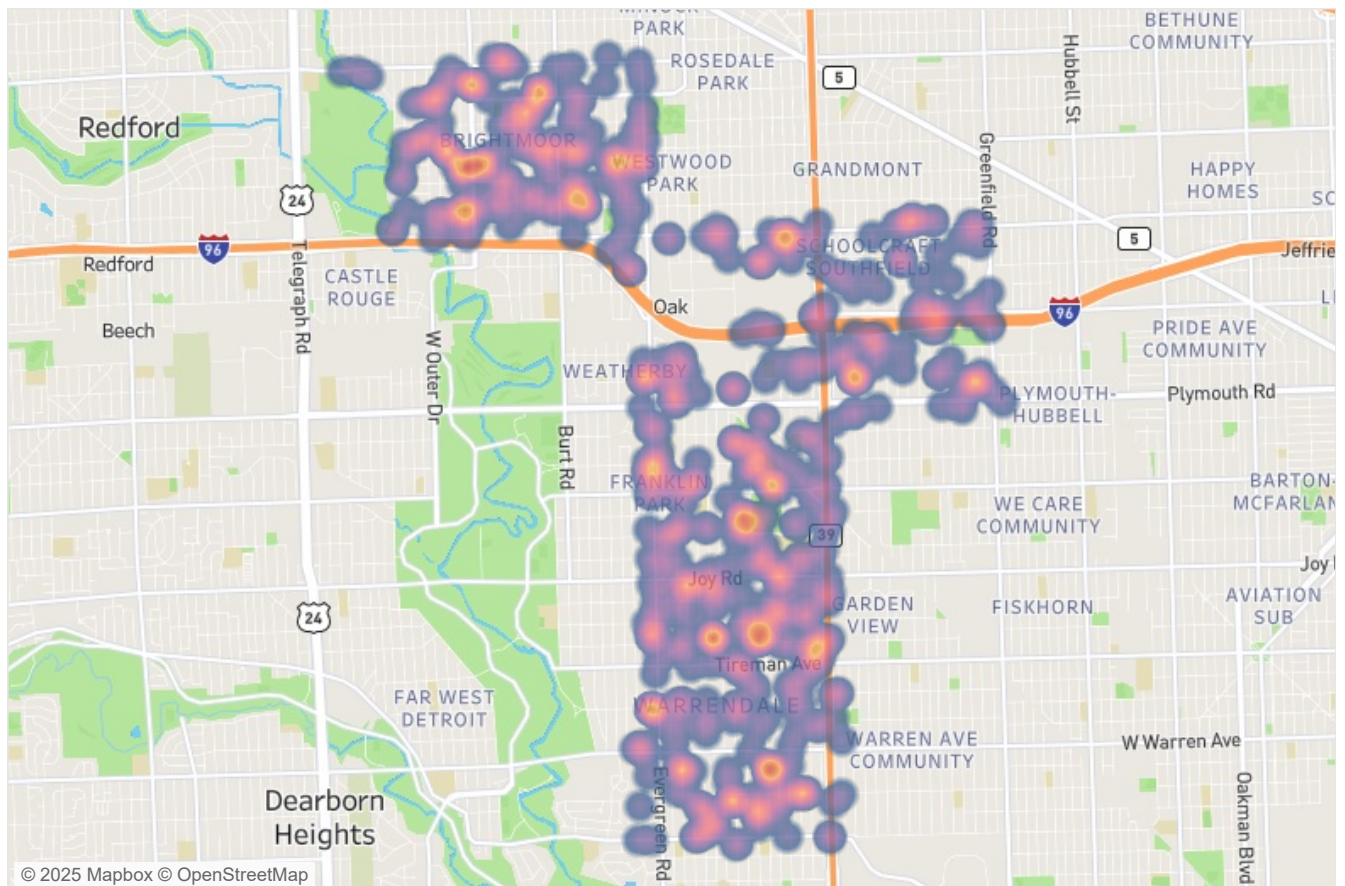 PARK
BETHUNE
COMMUNITY
ROSEDALE
PARK
5
Hubbell St
Redford
BRIGHTMOOR
WESTWOOD
PARK
GRANDMONT
Greenfield Rd
HAPPY
HOMES
24
SC
96
Telegraph Rd
Redford
SCHOOLCRAFT
SOUTHFIELD
5
Jeffrie
CASTLE
ROUGE
Oak
96
LI
Beech
W Outer Dr
PRIDE AVE
COMMUNITY
WEATHERBY
PLYMOUTH-
HUBBELL
Plymouth Rd
Burt Rd
FRANKLIN
PARK
WE CARE
COMMUNITY
BARTON-
MCFARLAN
39
Joy Rd
Joy
24
GARDEN
VIEW
FISKHORN
AVIATION
SUB
Tireman Ave
FAR WEST
DETROIT
WARRENDALE
WARREN AVE
COMMUNITY
W Warren Ave
Dearborn
Heights
Evergreen Rd
Oakman Blvd
© 2025 Mapbox © OpenStreetMap